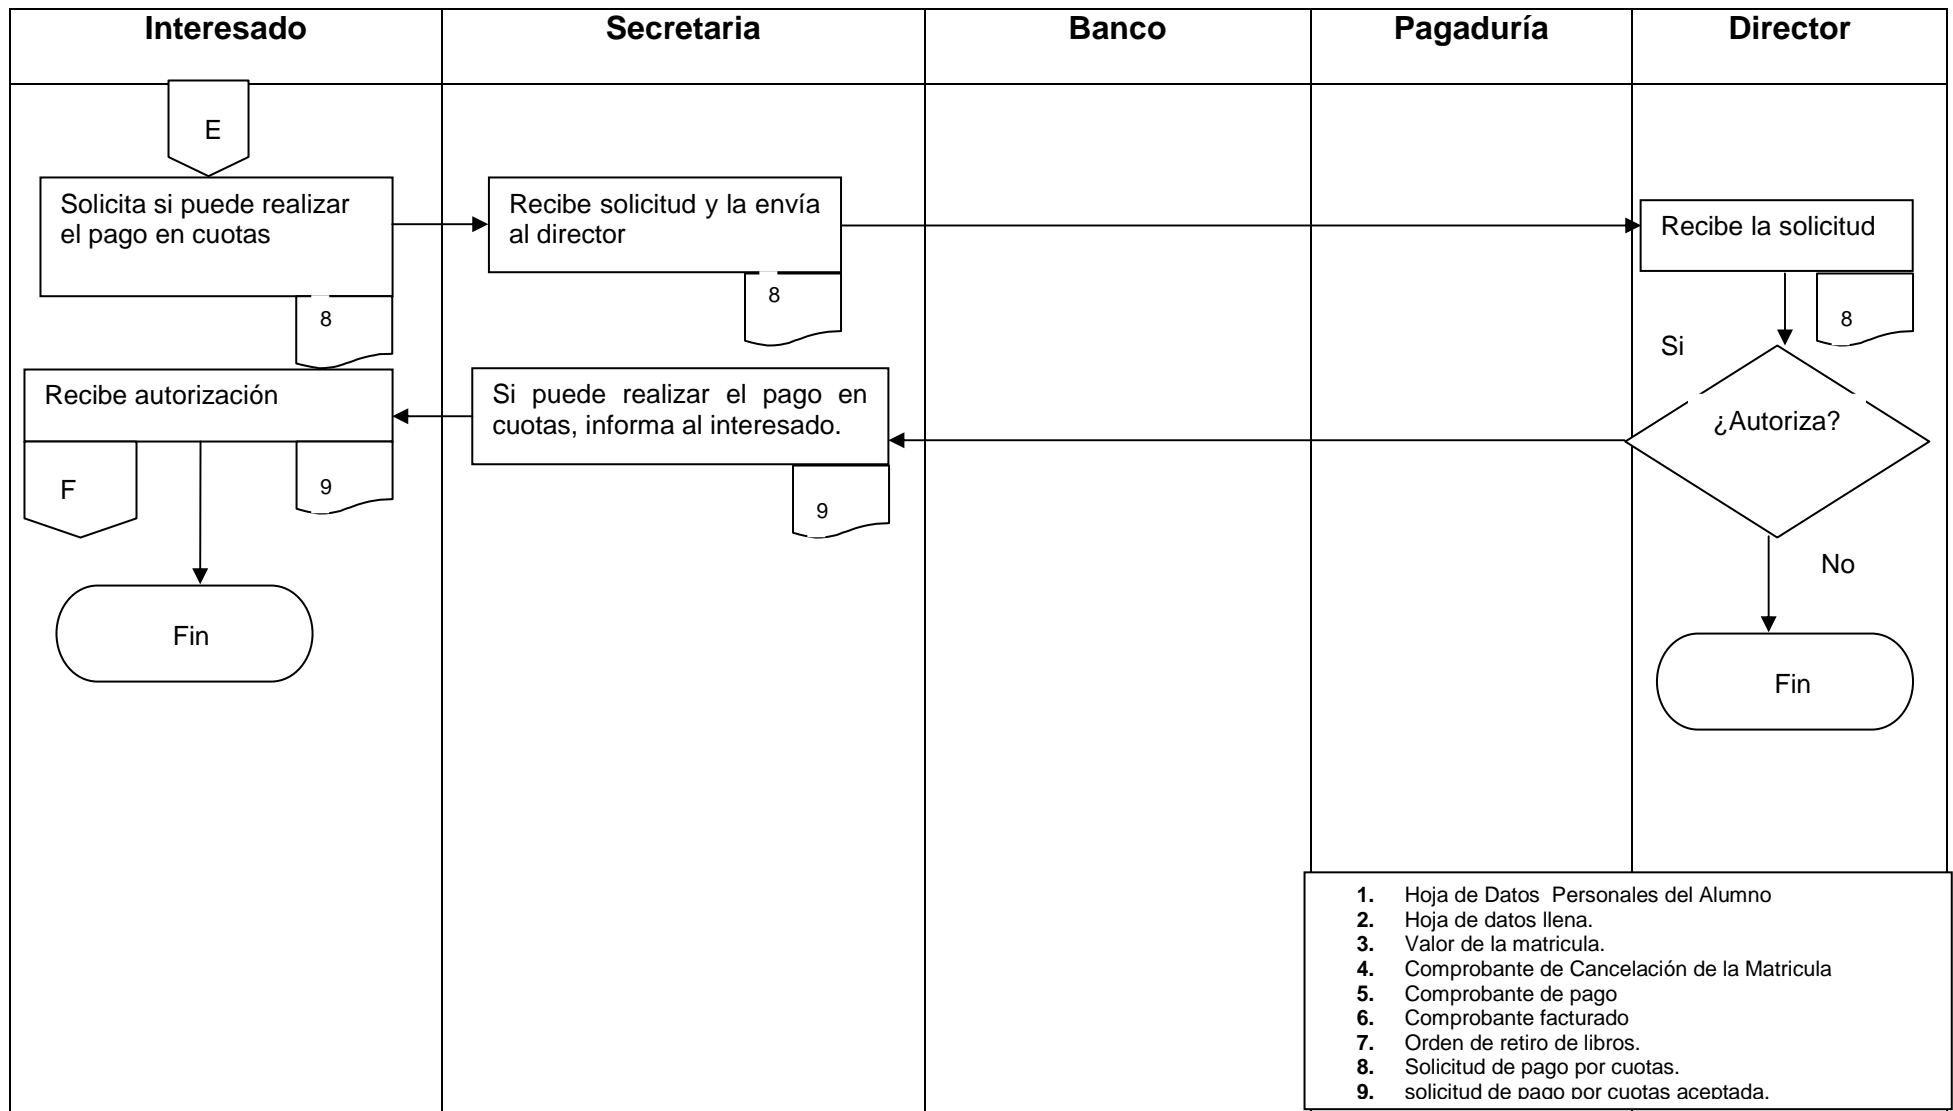 Interesado
Secretaria
Banco
Pagaduría
Director
E
Solicita si puede realizar
el pago en cuotas
8
Recibe solicitud y la envía
al director
8
Recibe la solicitud
8
Si
¿Autoriza?
No
Fin
Si puede realizar el pago en
cuotas, informa al interesado.
9
Recibe autorización
F
9
Fin
1. Hoja de Datos Personales del Alumno
2. Hoja de datos llena.
3. Valor de la matricula.
4. Comprobante de Cancelación de la Matricula
5. Comprobante de pago
6. Comprobante facturado
7. Orden de retiro de libros.
8. Solicitud de pago por cuotas.
9. solicitud de pago por cuotas aceptada.